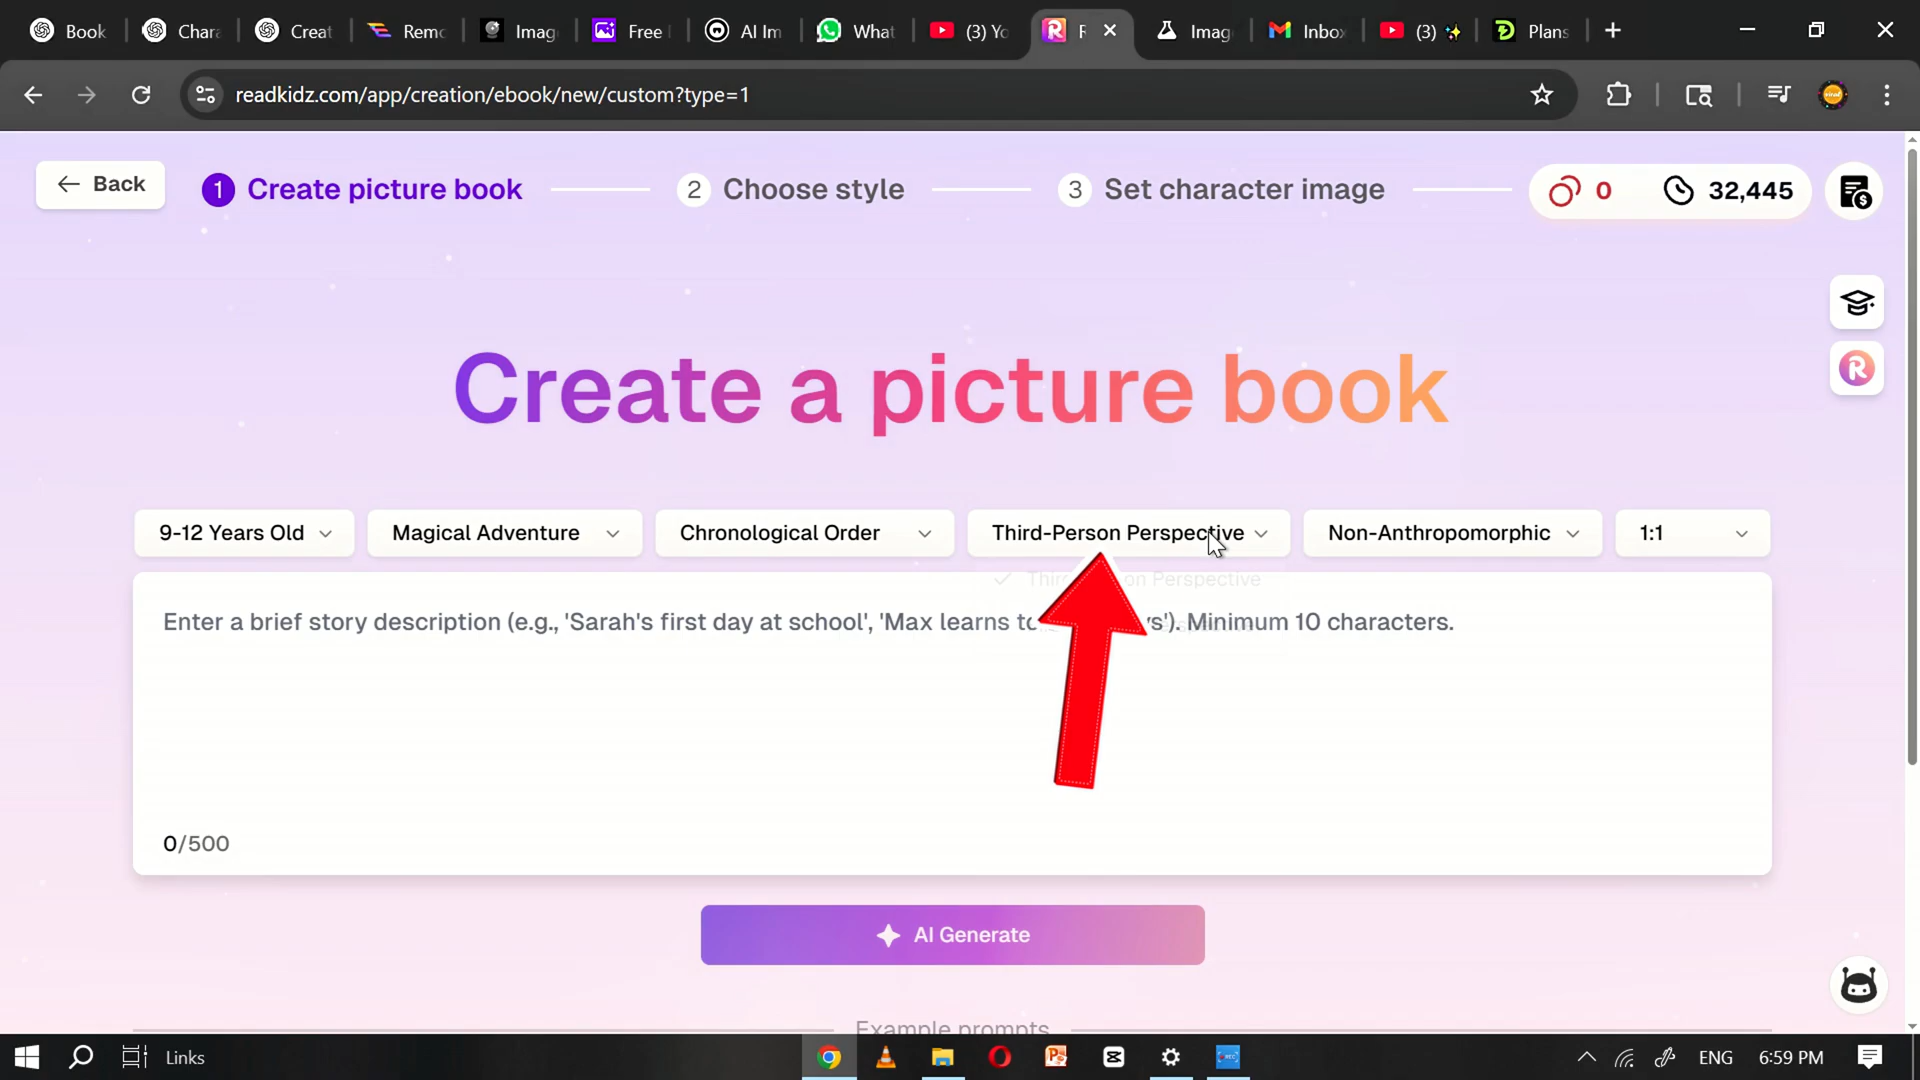 Book
Chara
Creat
Remo
Imag
Free
AI Im
What
(3) Yo
R
Imag
Inbox
(3) ✨
Plans
readkidz.com/app/creation/ebook/new/custom?type=1
Back
1 Create picture book
2 Choose style
3 Set character image
0
32,445
Create a picture book
9-12 Years Old
Magical Adventure
Chronological Order
Third-Person Perspective
Non-Anthropomorphic
1:1
Enter a brief story description (e.g., 'Sarah's first day at school', 'Max learns to s'). Minimum 10 characters.
0/500
AI Generate
Example prompts
Links
ENG
6:59 PM